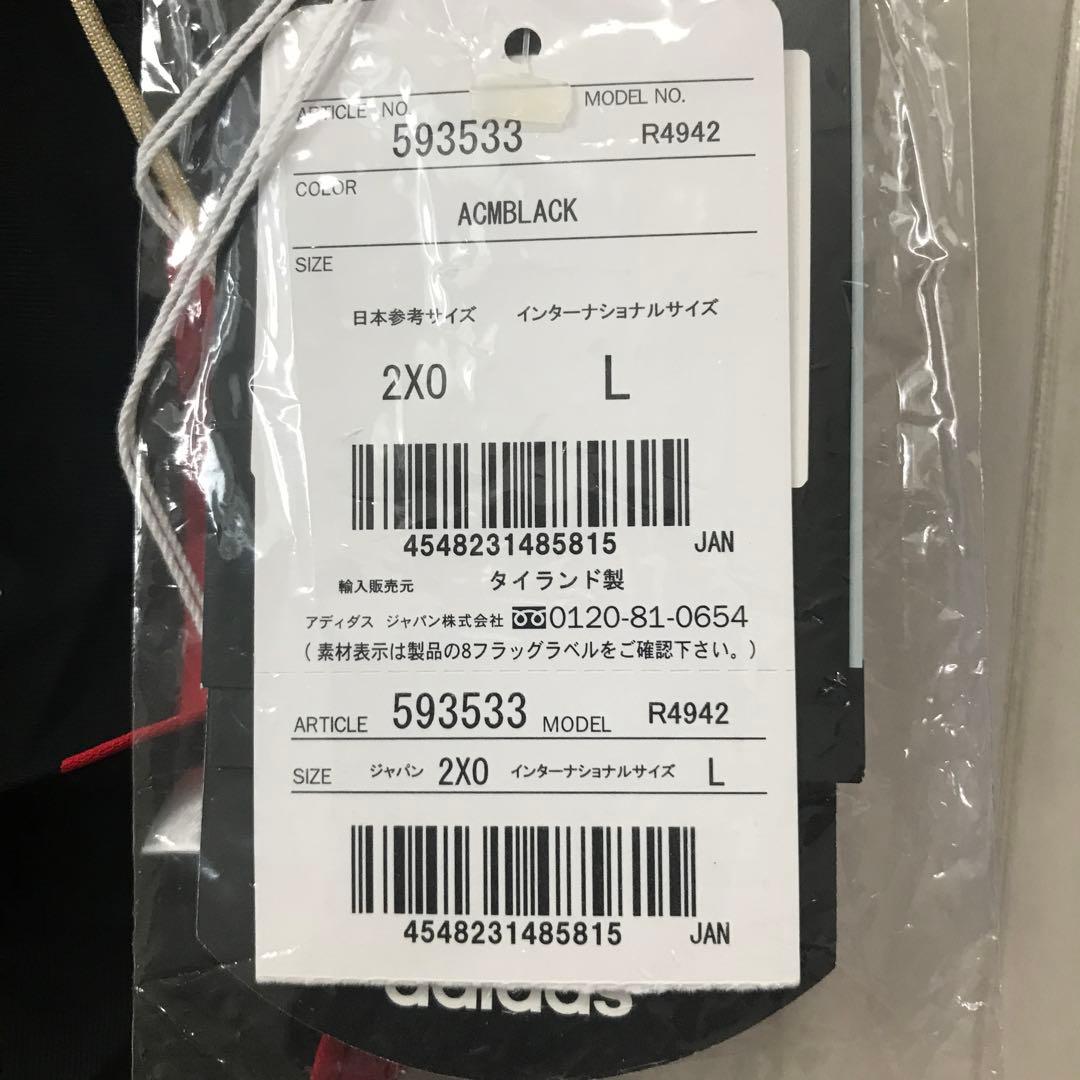 ARTICLE NO. MODEL NO.
593533 R4942
COLOR
ACMBLACK
SIZE
日本参考サイズ インターナショナルサイズ
2XO L
4548231485815 JAN
輸入販売元 タイランド製
アディダス ジャパン株式会社 0120-81-0654
(素材表示は製品の8フラッグラベルをご確認下さい。)
ARTICLE 593533 MODEL R4942
SIZE ジャパン 2XO インターナショナルサイズ L
4548231485815 JAN
adidas